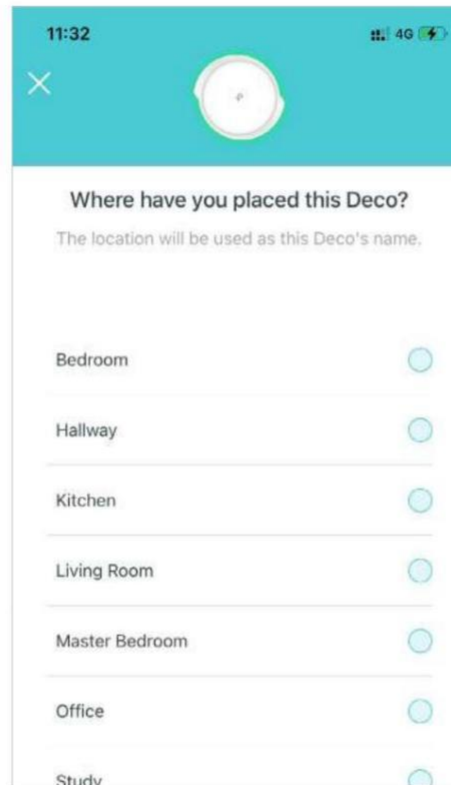 11:32
4G
Where have you placed this Deco?
The location will be used as this Deco's name.
Bedroom
Hallway
Kitchen
Living Room
Master Bedroom
Office
Study